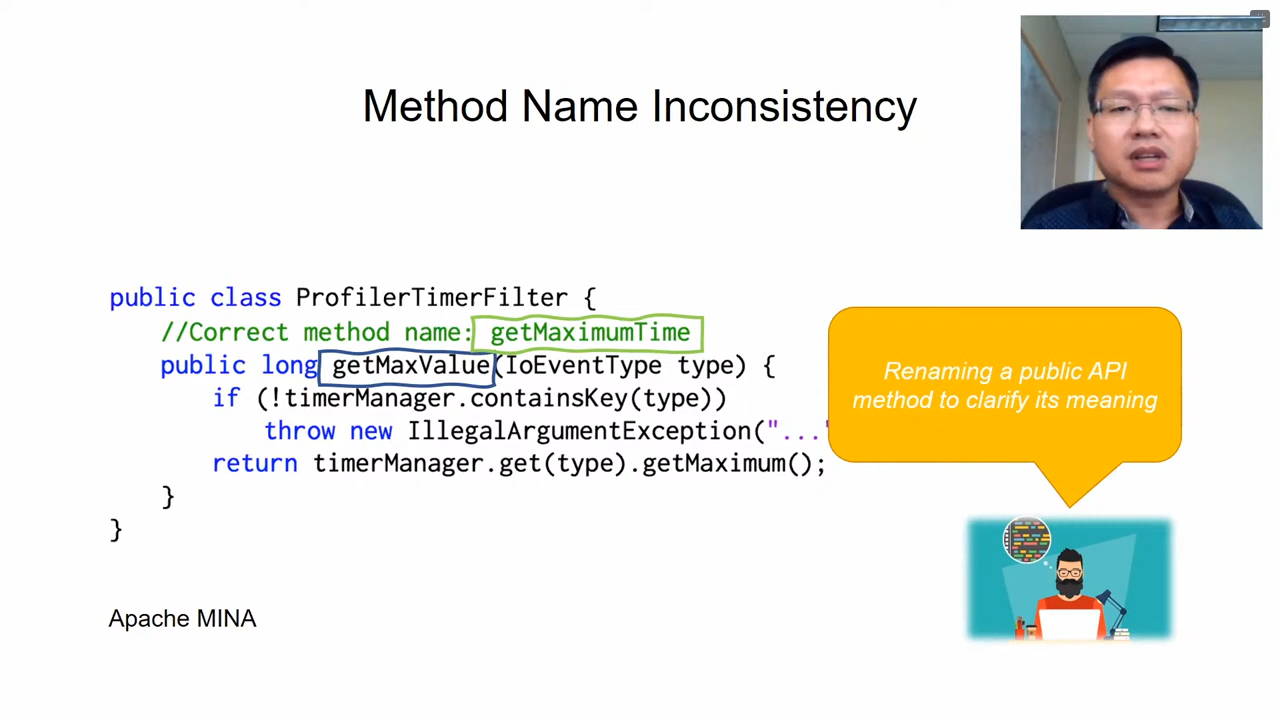 Method Name Inconsistency
public class ProfilerTimerFilter {
//Correct method name: getMaximumTime
public long getMaxValue(IoEventType type) {
if (!timerManager.containsKey(type))
throw new IllegalArgumentException("..."
return timerManager.get(type).getMaximum();
}
}
Renaming a public API
method to clarify its meaning
Apache MINA